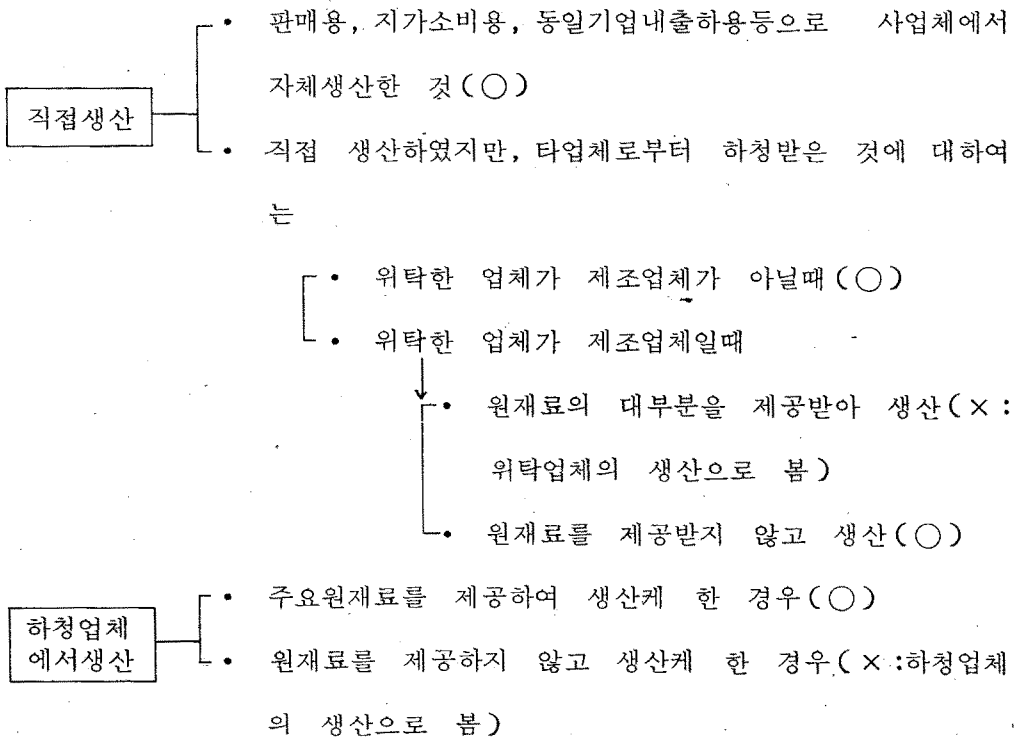 • 판매용, 지가소비용, 동일기업내출하용등으로 사업체에서
자체생산한 것(○)
직접생산
• 직접 생산하였지만, 타업체로부터 하청받은 것에 대하여
는
• 위탁한 업체가 제조업체가 아닐때(○)
• 위탁한 업체가 제조업체일때
• 원재료의 대부분을 제공받아 생산(×:
위탁업체의 생산으로 봄)
• 원재료를 제공받지 않고 생산(○)
• 주요원재료를 제공하여 생산케 한 경우(○)
하청업체
에서생산
• 원재료를 제공하지 않고 생산케 한 경우(×:하청업체
의 생산으로 봄)